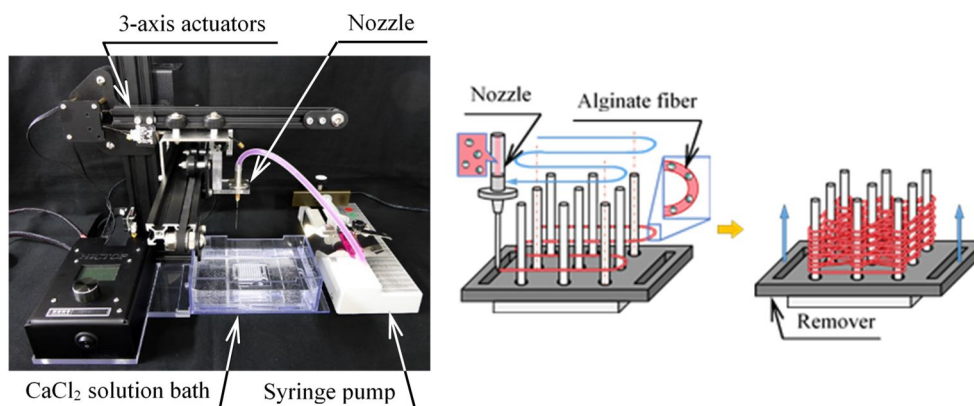 3-axis actuators
Nozzle
CaCl₂ solution bath
Syringe pump
Nozzle
Alginate fiber
Remover